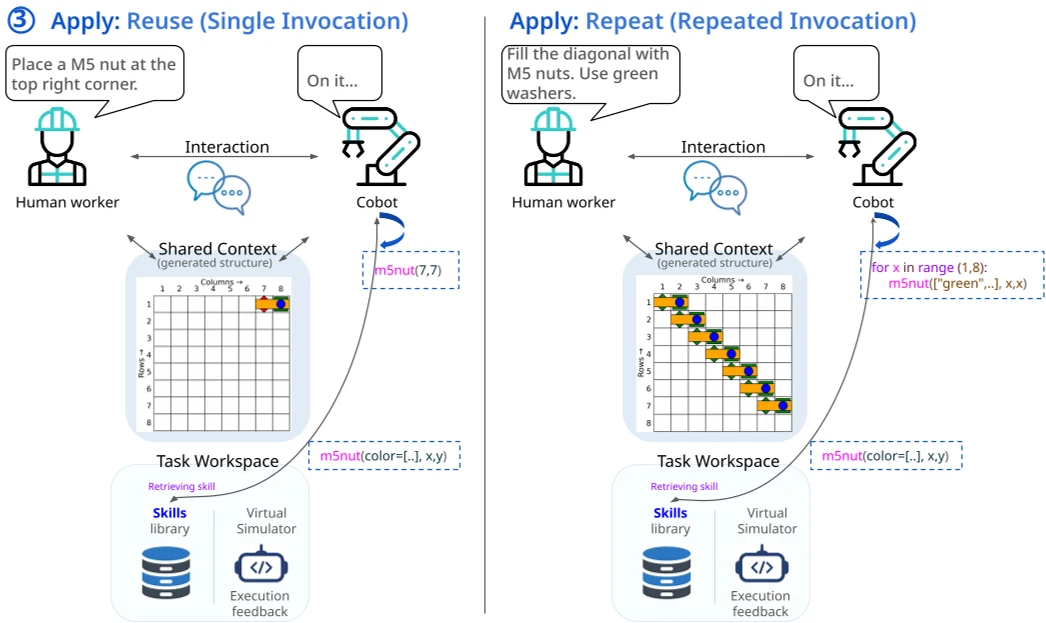 3 Apply: Reuse (Single Invocation)
Place a M5 nut at the
top right corner.
On it...
Interaction
Human worker
Cobot
Shared Context
(generated structure)
m5nut(7,7)
Columns →
1 2 3 4 5 6 7 8
Rows →
1
2
3
4
5
6
7
8
m5nut(color=[..], x,y)
Task Workspace
Retrieving skill
Skills
library
Virtual
Simulator
Execution
feedback
Apply: Repeat (Repeated Invocation)
Fill the diagonal with
M5 nuts. Use green
washers.
On it...
Interaction
Human worker
Cobot
Shared Context
(generated structure)
for x in range (1,8):
m5nut(["green",..], x,x)
Columns →
1 2 3 4 5 6 7 8
Rows →
1
2
3
4
5
6
7
8
m5nut(color=[..], x,y)
Task Workspace
Retrieving skill
Skills
library
Virtual
Simulator
Execution
feedback